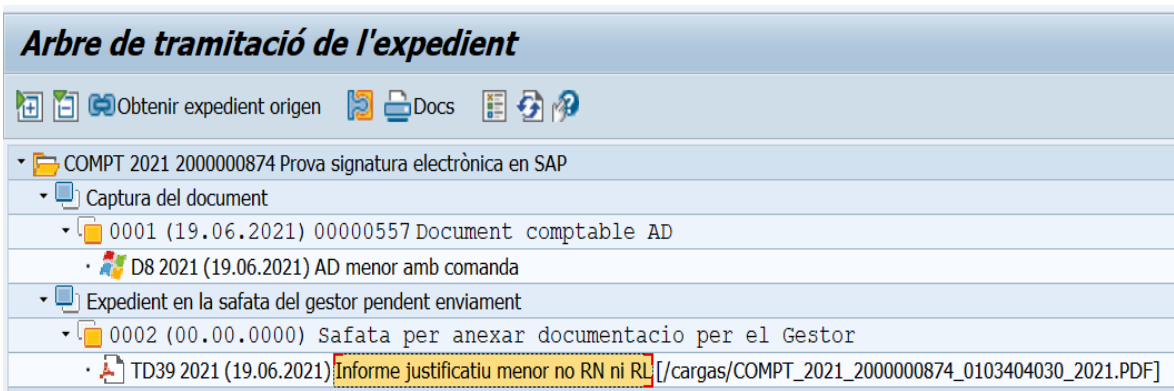 Arbre de tramitació de l'expedient
Obtenir expedient origen Docs
COMPT 2021 2000000874 Prova signatura electrònica en SAP
Captura del document
0001 (19.06.2021) 00000557 Document comptable AD
D8 2021 (19.06.2021) AD menor amb comanda
Expedient en la safata del gestor pendent enviament
0002 (00.00.0000) Safata per anexar documentacio per el Gestor
TD39 2021 (19.06.2021) Informe justificatiu menor no RN ni RL [/cargas/COMPT_2021_2000000874_0103404030_2021.PDF]